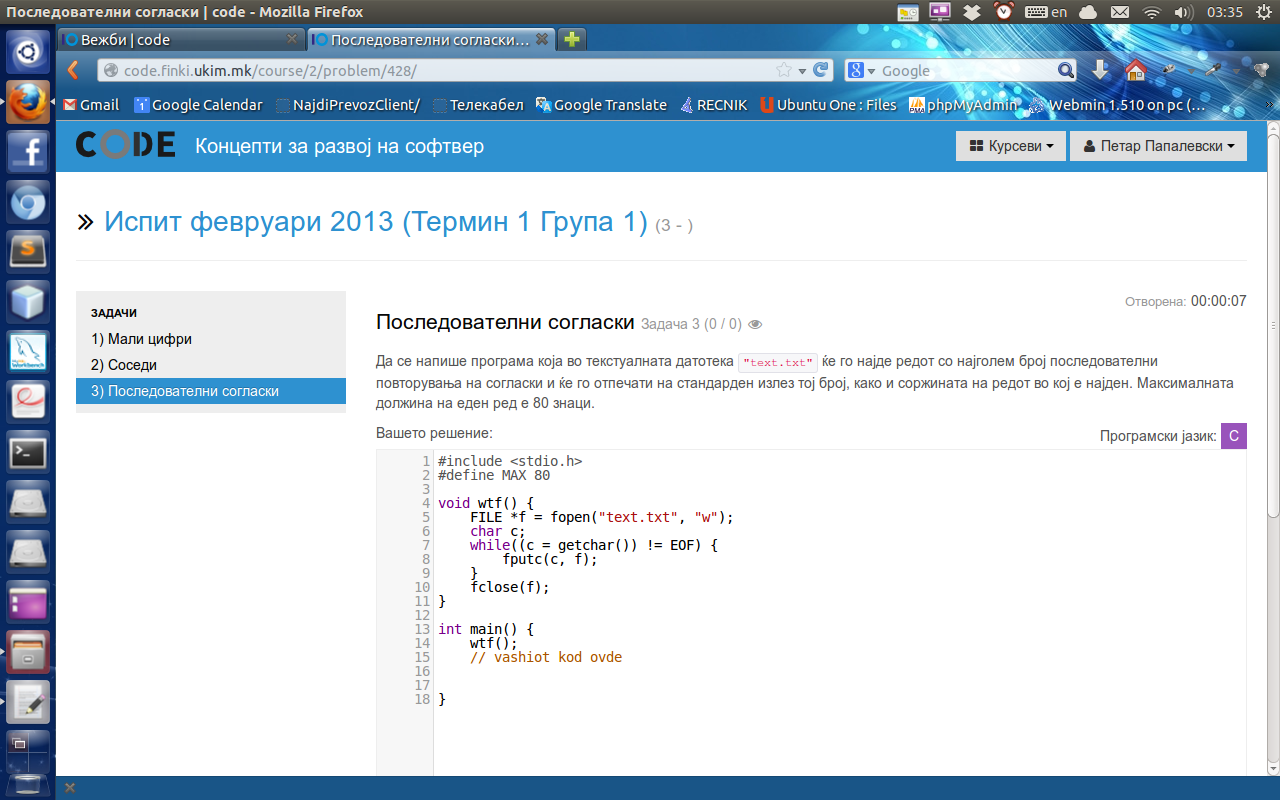 Последователни согласки | code - Mozilla Firefox
en
03:35
Вежби | code
Последователни согласки...
code.finki.ukim.mk/course/2/problem/428/
Google
Gmail
Google Calendar
NajdiPrevozClient/
Телекабел
Google Translate
RECNIK
Ubuntu One : Files
phpMyAdmin
Webmin 1.510 on pc (...
CODE
Концепти за развој на софтвер
Курсеви
Петар Папалевски
Испит февруари 2013 (Термин 1 Група 1) (3 - )
Отворена: 00:00:07
ЗАДАЧИ
1) Мали цифри
2) Соседи
3) Последователни согласки
Последователни согласки Задача 3 (0 / 0)
Да се напише програма која во текстуалната датотека "text.txt" ќе го најде редот со најголем број последователни
повторувања на согласки и ќе го отпечати на стандарден излез тој број, како и соржината на редот во кој е најден. Максималната
должина на еден ред е 80 знаци.
Вашето решение:
Програмски јазик: C
1 #include <stdio.h>
2 #define MAX 80
3
4 void wtf() {
5     FILE *f = fopen("text.txt", "w");
6     char c;
7     while((c = getchar()) != EOF) {
8         fputc(c, f);
9     }
10     fclose(f);
11 }
12
13 int main() {
14     wtf();
15     // vashiot kod ovde
16
17
18 }